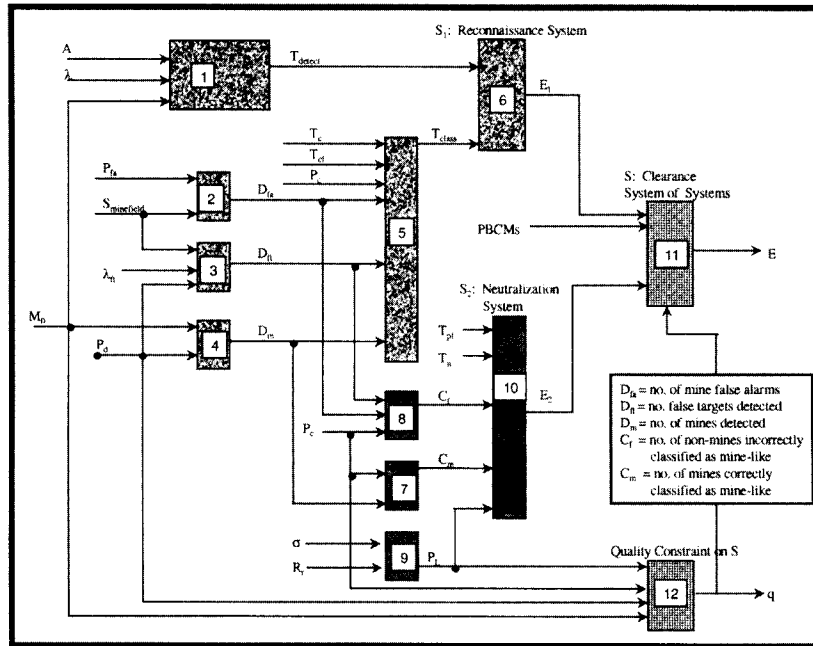 S₁: Reconnaissance System
A
λ
1
T_detect
6
E₁
T_c
T_cf
P_c
T_class
P_fa
S_minefield
2
D_fa
5
S: Clearance
System of Systems
PBCMs
11
E
λ_ft
3
D_ft
S₂: Neutralization
System
M_o
P_d
4
D_m
T_pf
T_n
10
E₂
8
C_f
P_c
7
C_m
D_fa = no. of mine false alarms
D_ft = no. false targets detected
D_m = no. of mines detected
C_f = no. of non-mines incorrectly
classified as mine-like
C_m = no. of mines correctly
classified as mine-like
σ
R_r
9
P_L
Quality Constraint on S
12
q